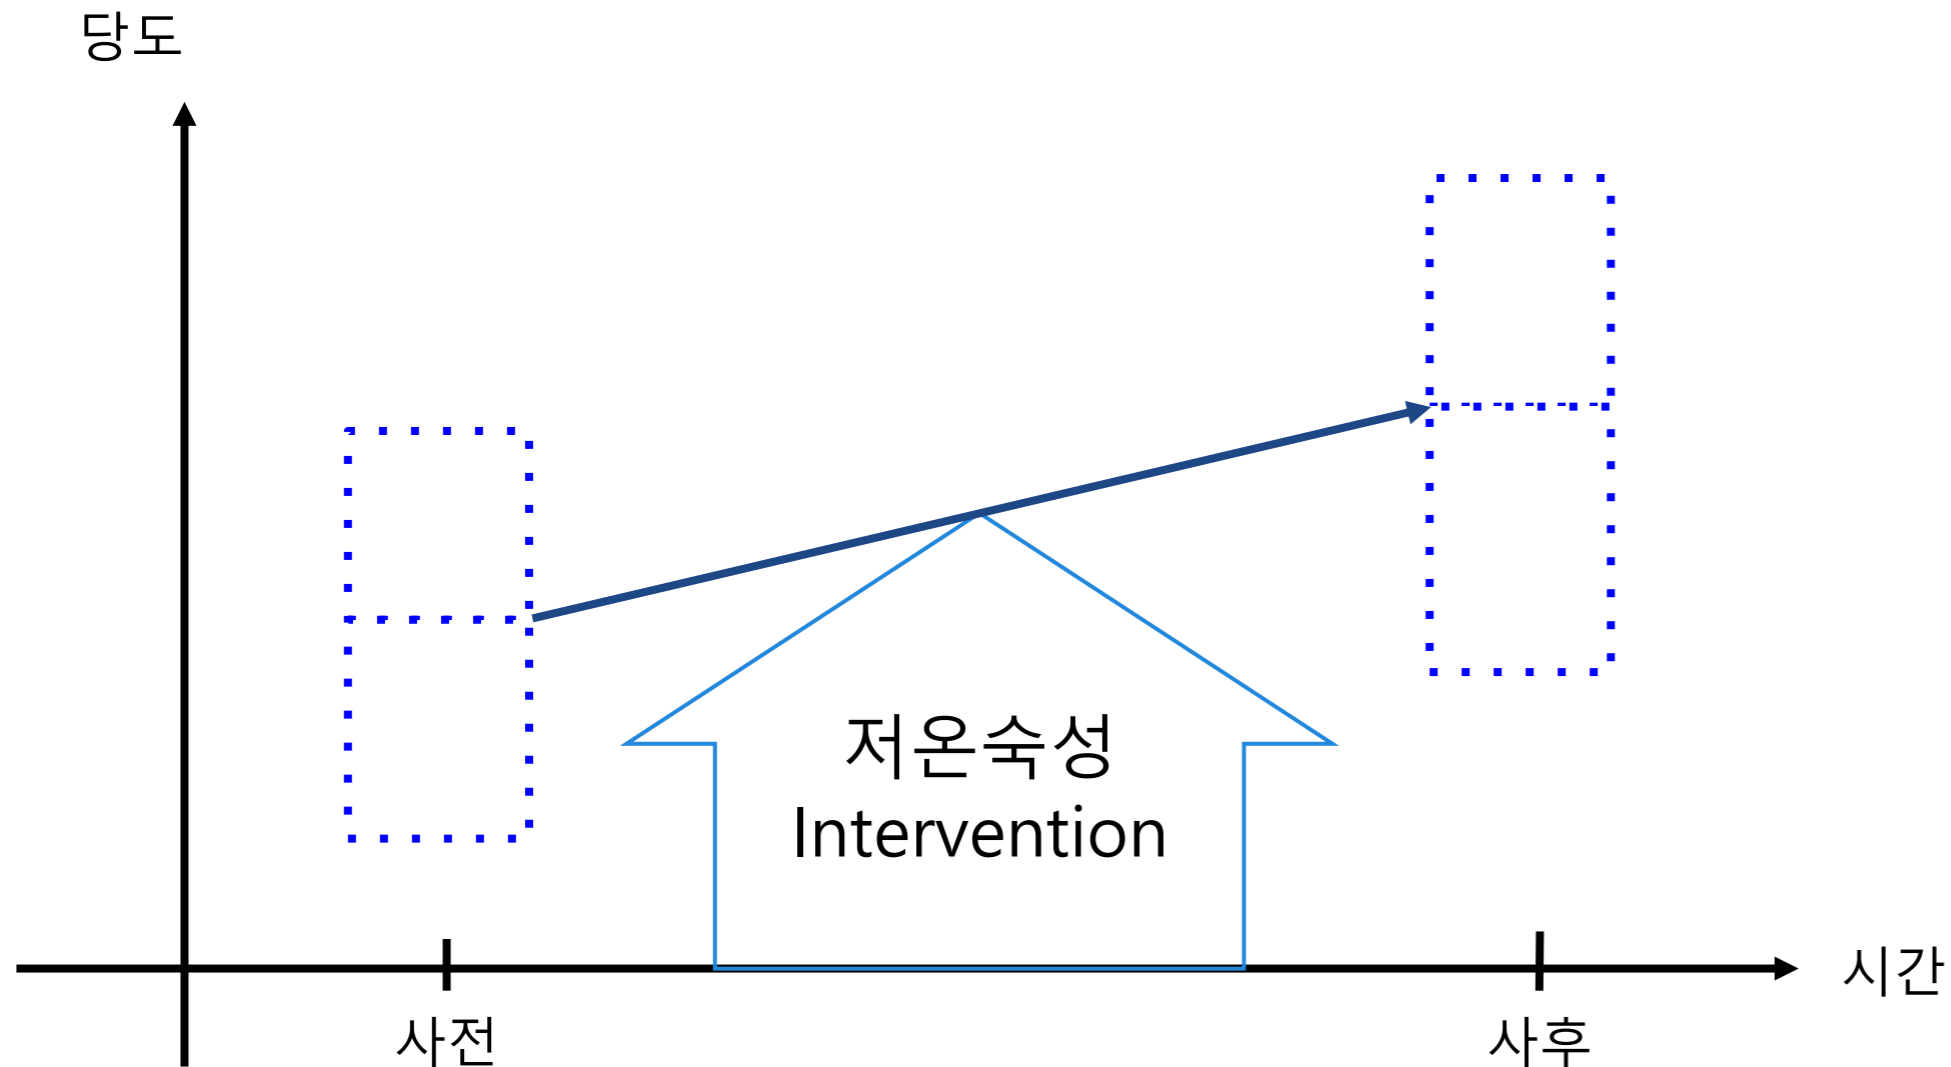 당도
저온숙성
Intervention
시간
사전
사후